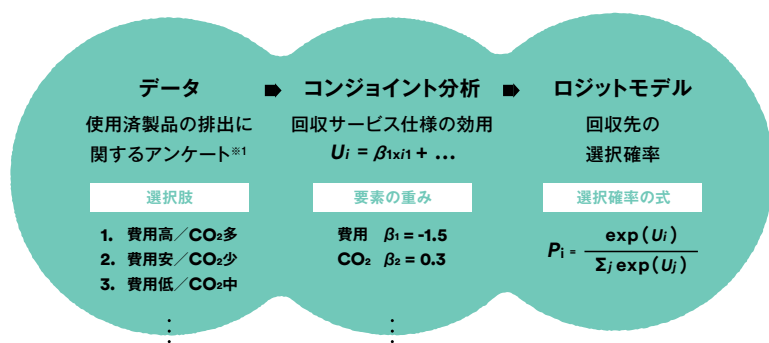 データ
使用済製品の排出に
関するアンケート※1
選択肢
1. 費用高／CO₂多
2. 費用安／CO₂少
3. 費用低／CO₂中
⋮
➡
コンジョイント分析
回収サービス仕様の効用
Ui = β1xi1 + …
要素の重み
費用 β₁ = -1.5
CO₂ β₂ = 0.3
⋮
➡
ロジットモデル
回収先の
選択確率
選択確率の式
Pi = exp(Ui) / Σj exp(Uj)